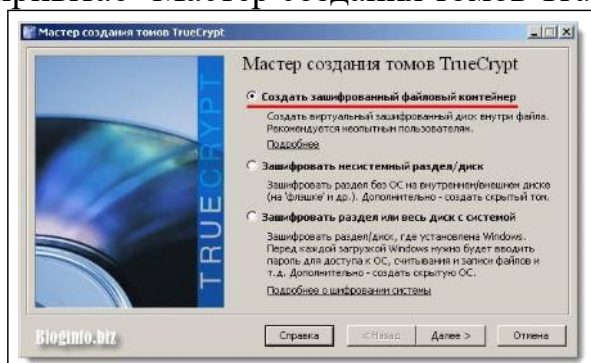 Мастер создания томов TrueCrypt
Мастер создания томов TrueCrypt
TRUECRYPT
Создать зашифрованный файловый контейнер
Создать виртуальный зашифрованный диск внутри файла.
Рекомендуется неопытным пользователям.
Подробнее
Зашифровать несистемный раздел/диск
Зашифровать раздел без ОС на внутреннем/внешнем диске
(на 'флэшке' и др.). Дополнительно - создать скрытый том.
Зашифровать раздел или весь диск с системой
Зашифровать раздел/диск, где установлена Windows.
Перед каждой загрузкой Windows нужно будет вводить
пароль для доступа к ОС, считывания и записи файлов и
т.д. Дополнительно - создать скрытую ОС.
Подробнее о шифровании системы
Bloginfo.biz
Справка < Назад Далее > Отмена